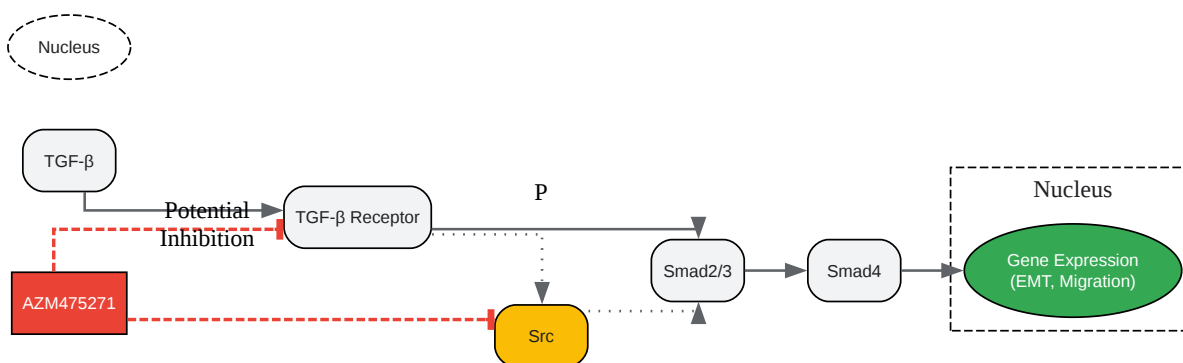 Nucleus
TGF-β
P
Nucleus
Potential
Inhibition
TGF-β Receptor
Gene Expression
(EMT, Migration)
Smad2/3
Smad4
AZM475271
Src